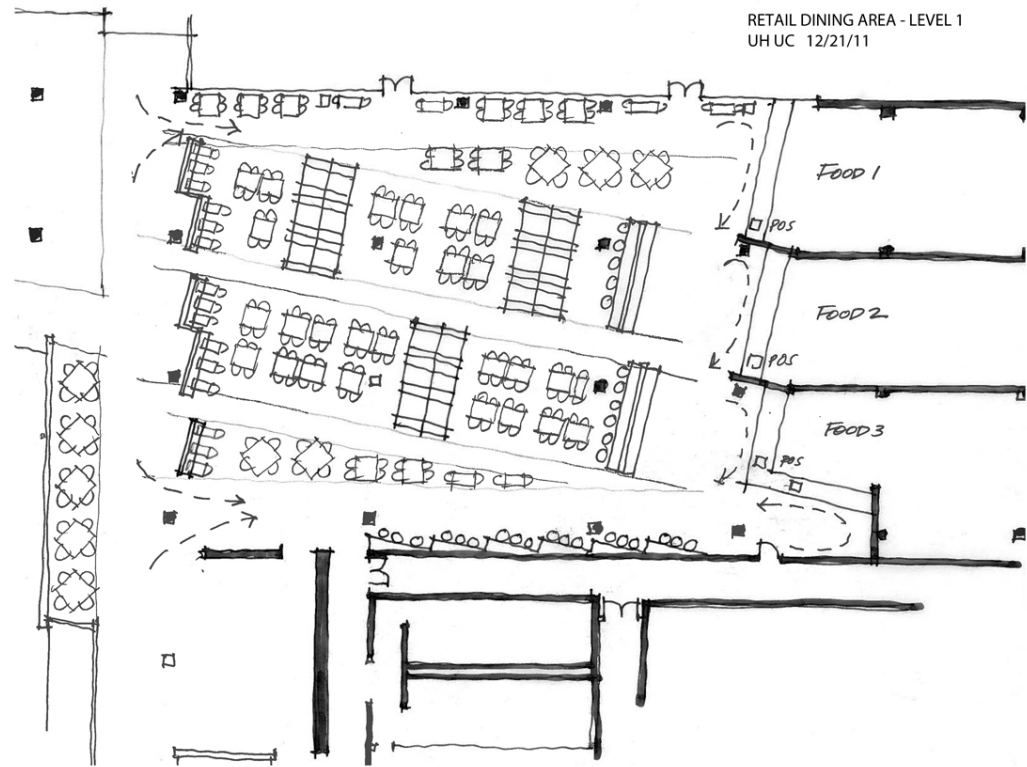 RETAIL DINING AREA - LEVEL 1
UH UC 12/21/11
FOOD 1
POS
FOOD 2
POS
FOOD 3
POS